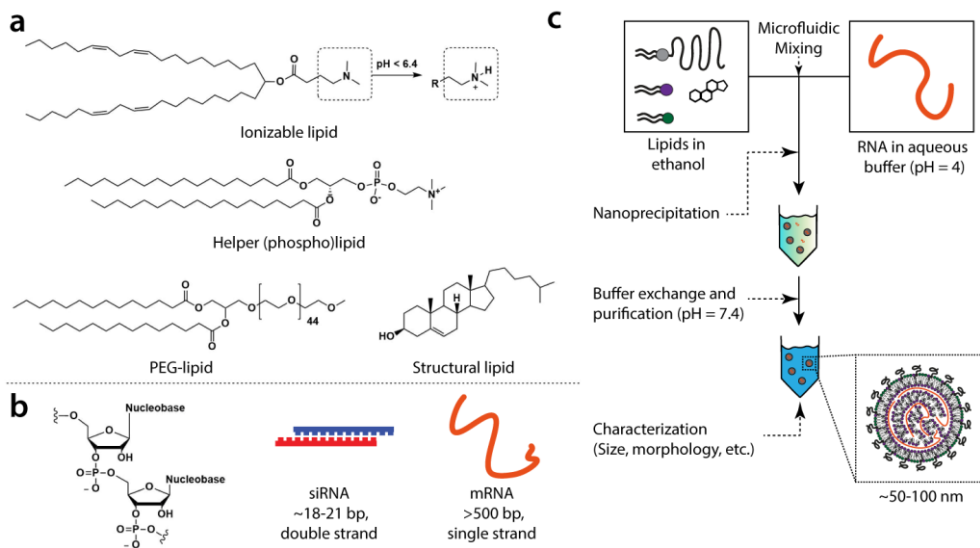 a
O
O
N
pH < 6.4
R
N
H
+
Ionizable lipid
O
O
O
O
O
P
O
O-
O
N+
Helper (phospho)lipid
O
O
O
O
O
O
O
44
PEG-lipid
H
H
H
HO
Structural lipid
b
O
Nucleobase
O
O
OH
O=P–O
–O
O
Nucleobase
O
O
OH
O=P–O
–O
siRNA
~18-21 bp,
double strand
mRNA
>500 bp,
single strand
c
Microfluidic
Mixing
Lipids in
ethanol
RNA in aqueous
buffer (pH = 4)
Nanoprecipitation
Buffer exchange and
purification (pH = 7.4)
Characterization
(Size, morphology, etc.)
~50-100 nm